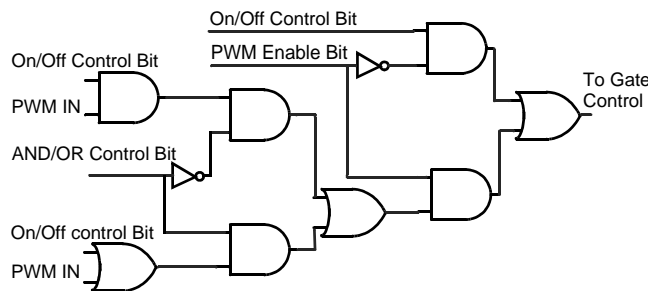 On/Off Control Bit
PWM Enable Bit
On/Off Control Bit
PWM IN
To Gate
Control
AND/OR Control Bit
On/Off control Bit
PWM IN